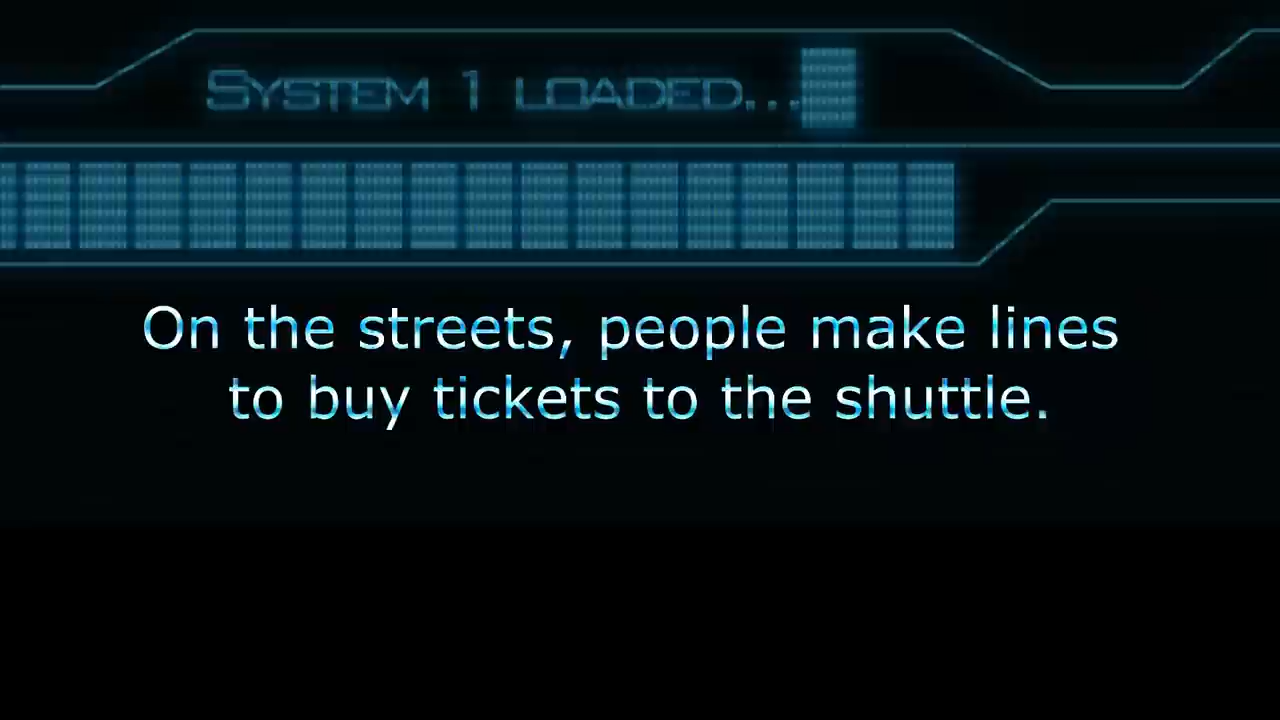 System 1 loaded...
On the streets, people make lines
to buy tickets to the shuttle.